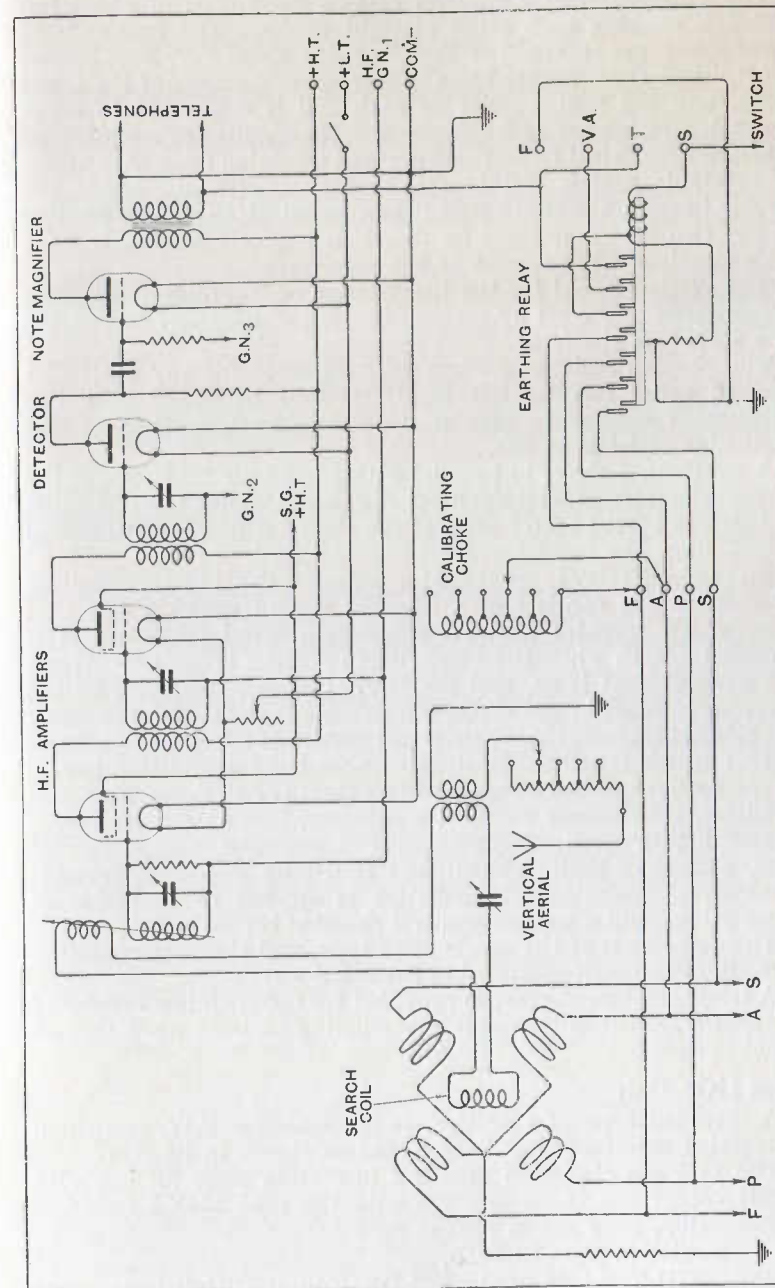 H.F. AMPLIFIERS
DETECTOR
NOTE MAGNIFIER
TELEPHONES
+H.T.
+L.T.
H.F.
G.N.1
COM-
G.N.3
G.N.2
S.G.
+H.T
SEARCH
COIL
VERTICAL
AERIAL
CALIBRATING
CHOKE
EARTHING RELAY
F
V.A.
T
S
SWITCH
F
A
P
S
F
P
A
S